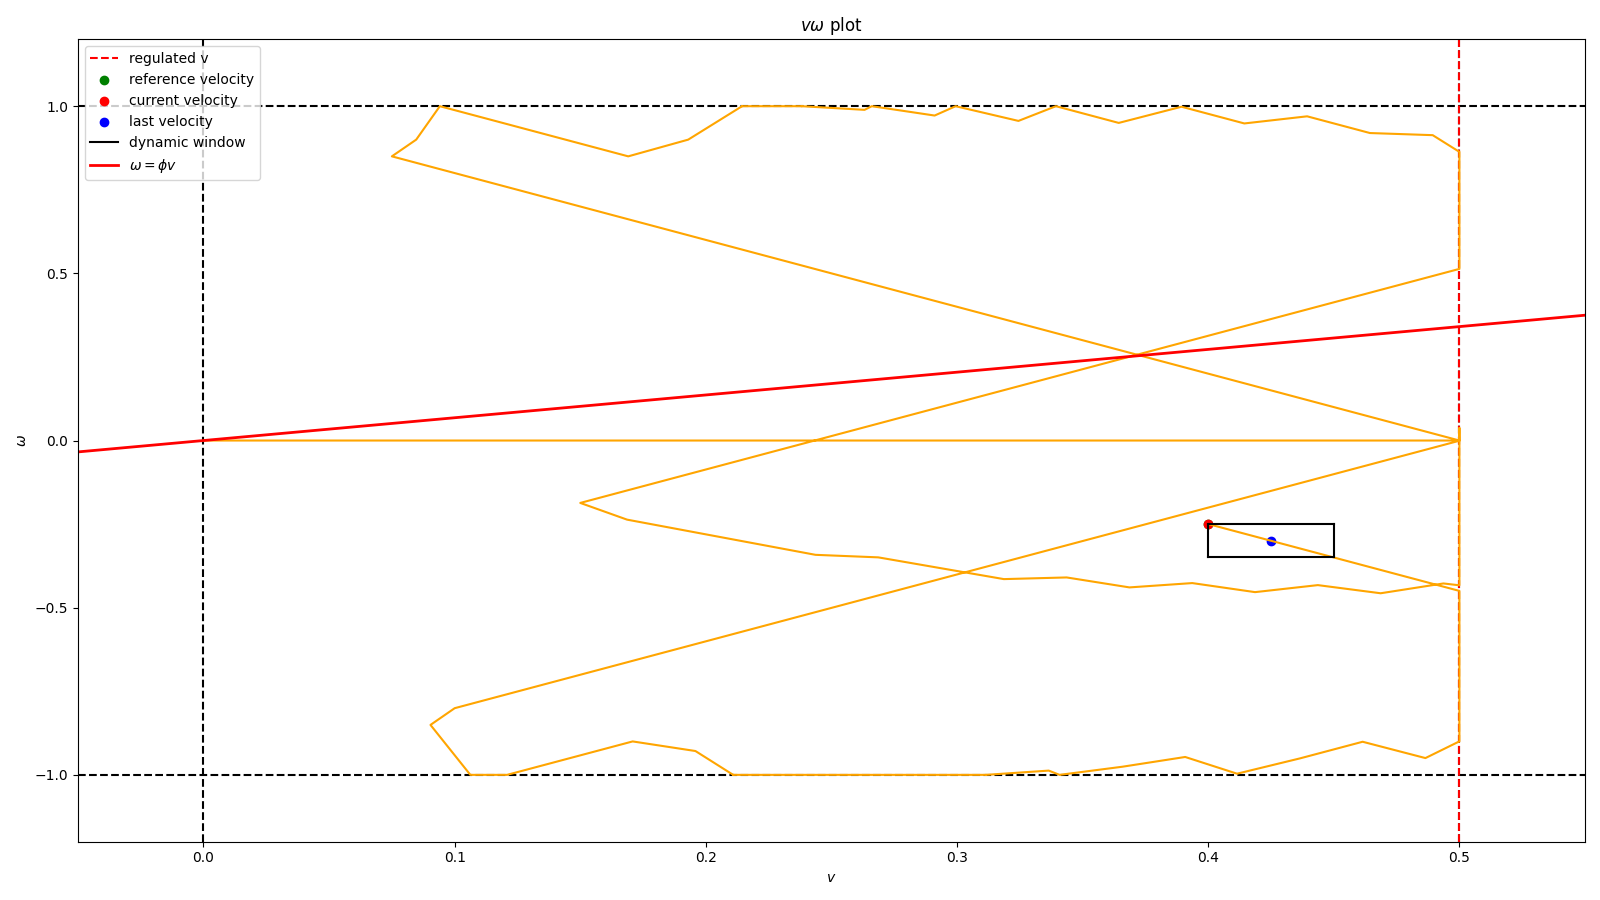 vω plot
regulated v
reference velocity
current velocity
last velocity
dynamic window
ω = ϕv
1.0
0.5
0.0
−0.5
−1.0
ω
0.0 0.1 0.2 0.3 0.4 0.5
v